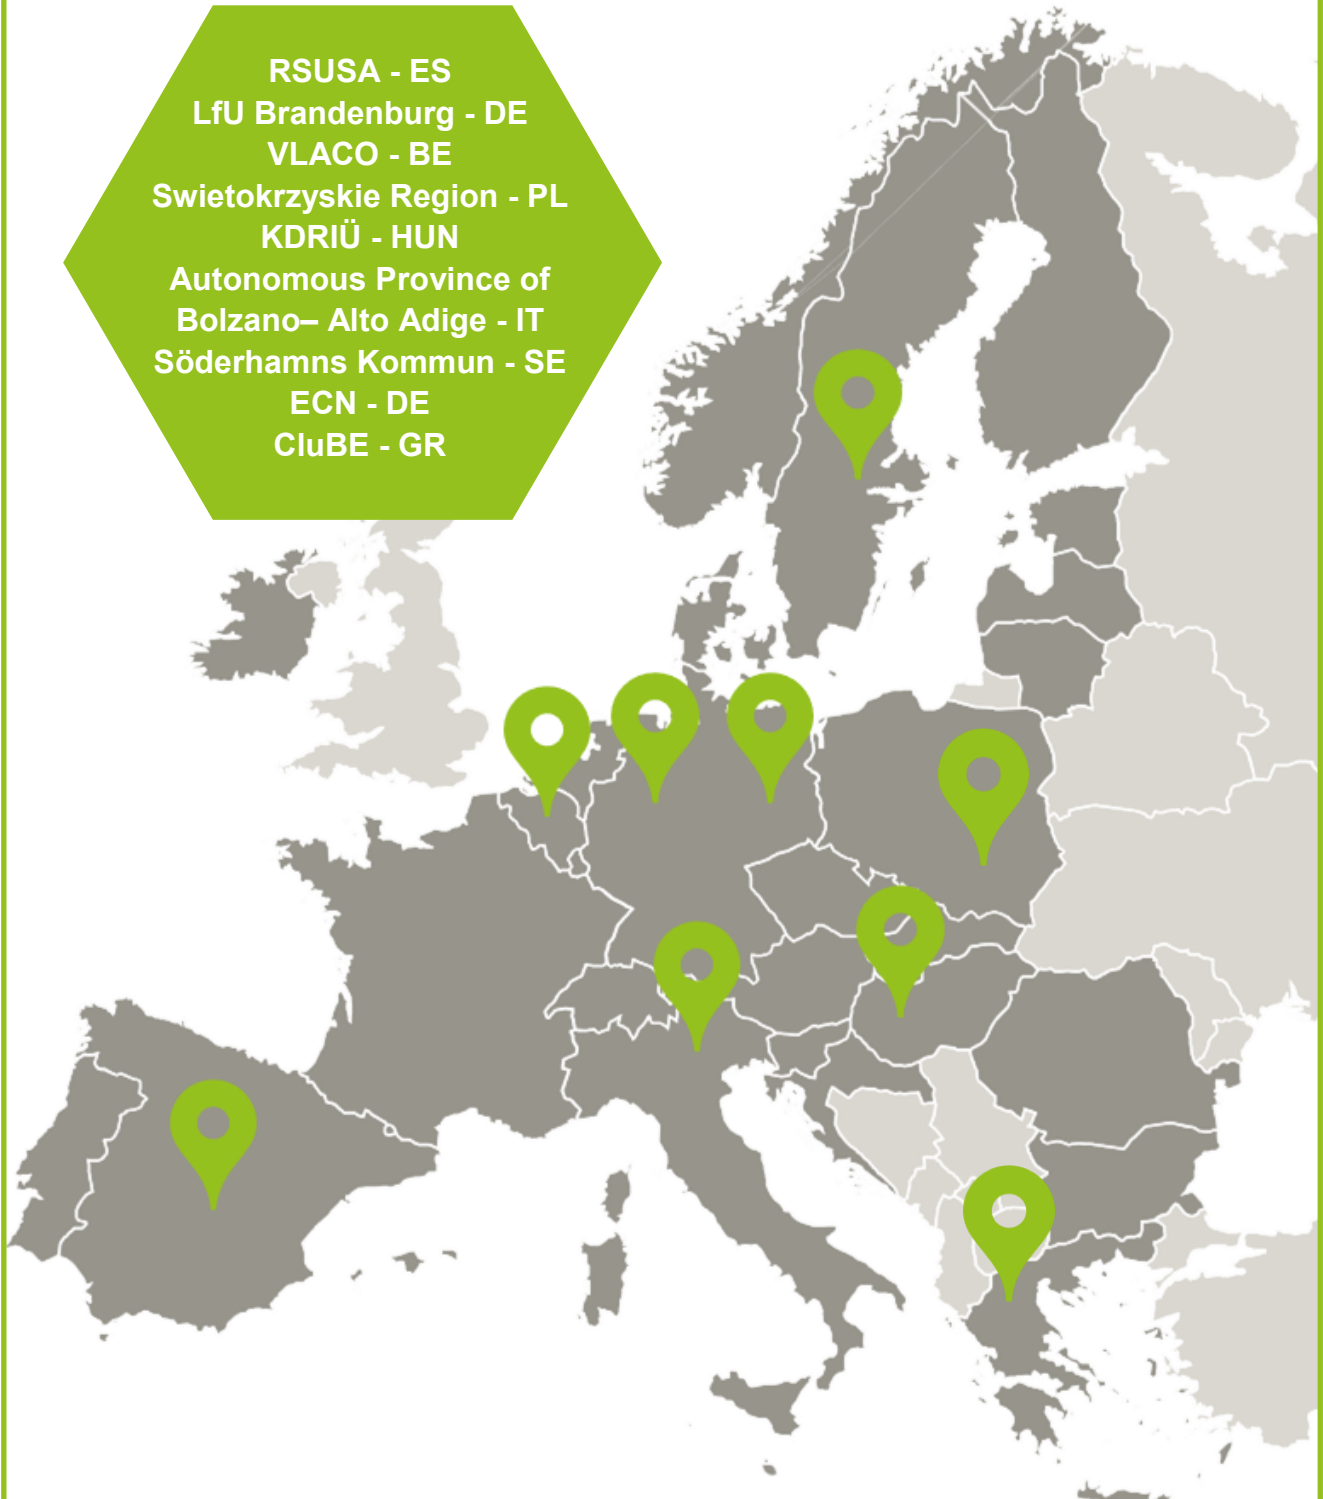 RSUSA - ES
LfU Brandenburg - DE
VLACO - BE
Swietokrzyskie Region - PL
KDRIÜ - HUN
Autonomous Province of
Bolzano– Alto Adige - IT
Söderhamns Kommun - SE
ECN - DE
CluBE - GR